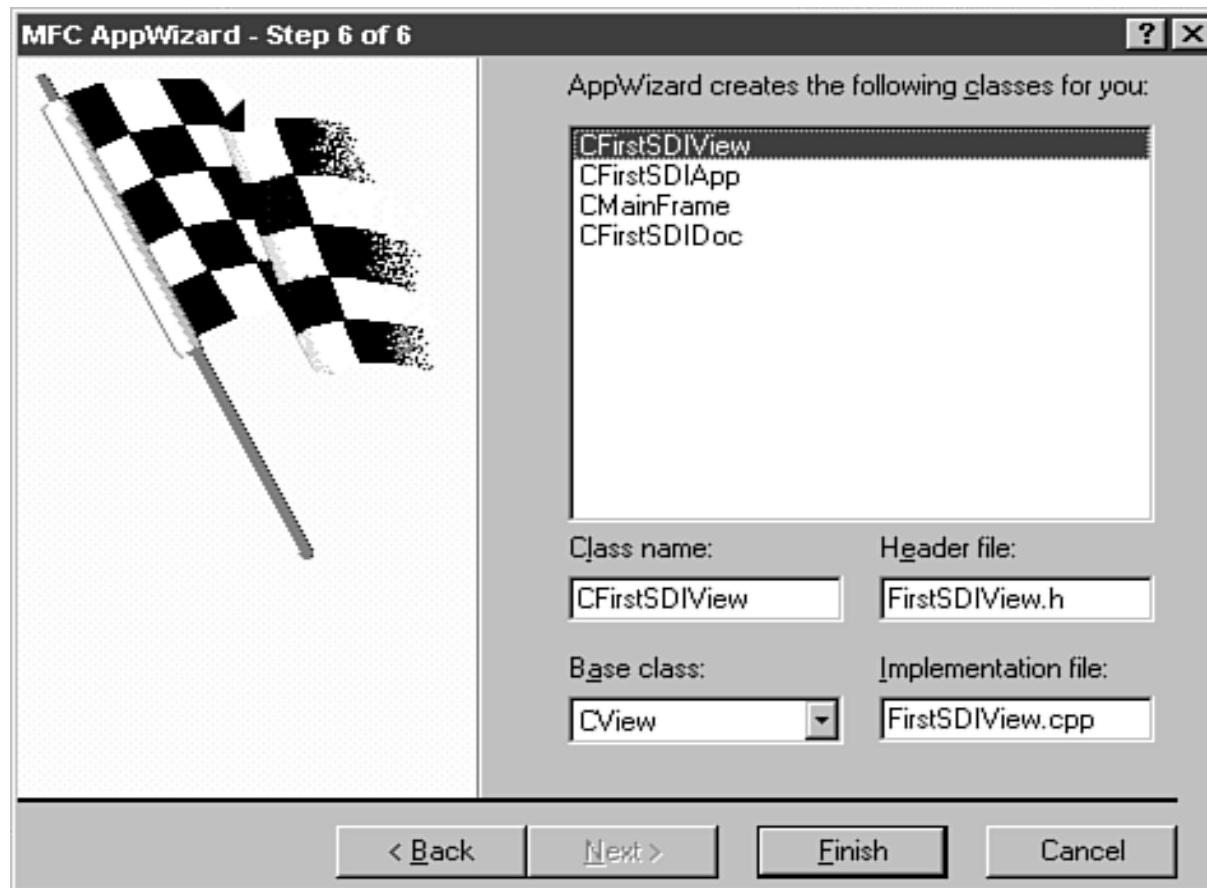 MFC AppWizard - Step 6 of 6
? X
AppWizard creates the following classes for you:
CFirstSDIView
CFirstSDIApp
CMainFrame
CFirstSDIDoc
Class name: Header file:
CFirstSDIView FirstSDIView.h
Base class: Implementation file:
CView FirstSDIView.cpp
< Back Next > Finish Cancel